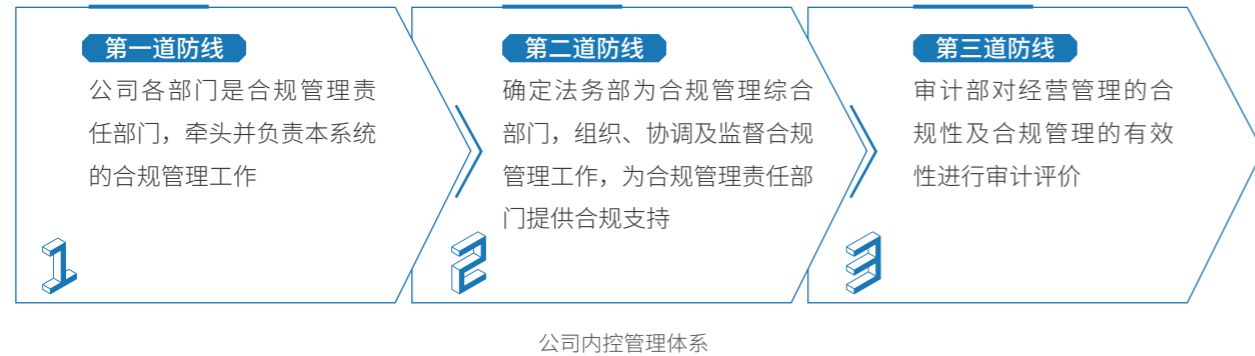 第一道防线
公司各部门是合规管理责
任部门，牵头并负责本系统
的合规管理工作
1
第二道防线
确定法务部为合规管理综合
部门，组织、协调及监督合规
管理工作，为合规管理责任部
门提供合规支持
2
第三道防线
审计部对经营管理的合
规性及合规管理的有效
性进行审计评价
3
公司内控管理体系